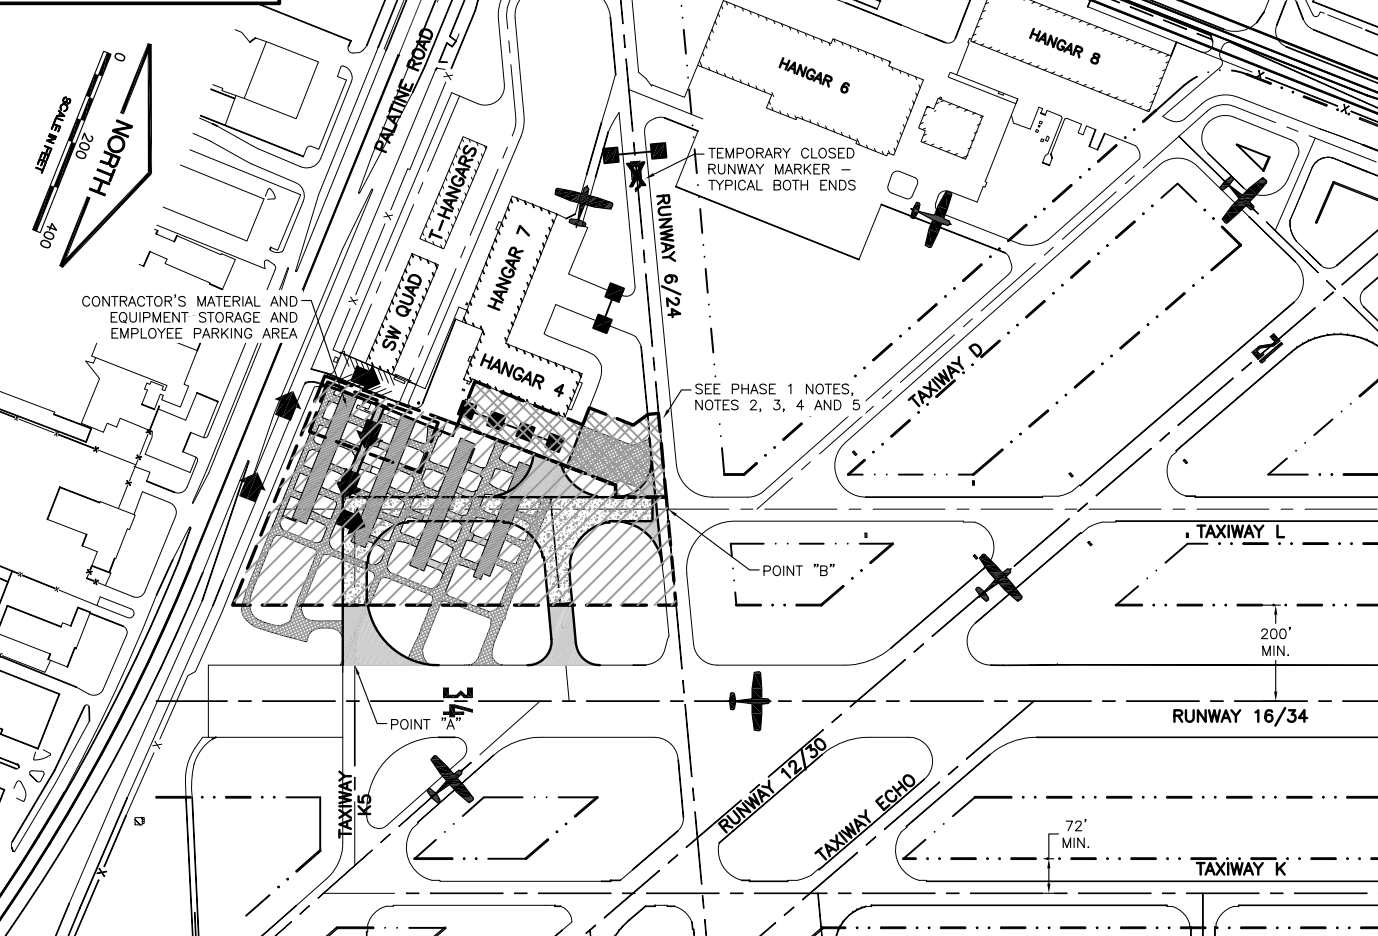 PALATINE ROAD
HANGAR 8
HANGAR 6
0
200
400
SCALE IN FEET
NORTH
T-HANGARS
TEMPORARY CLOSED
RUNWAY MARKER –
TYPICAL BOTH ENDS
RUNWAY 6/24
HANGAR 7
SW QUAD
CONTRACTOR'S MATERIAL AND
EQUIPMENT STORAGE AND
EMPLOYEE PARKING AREA
HANGAR 4
TAXIWAY D
SEE PHASE 1 NOTES,
NOTES 2, 3, 4 AND 5
TAXIWAY L
POINT "B"
200'
MIN.
34
POINT "A"
RUNWAY 16/34
TAXIWAY
K5
RUNWAY 12/30
TAXIWAY ECHO
72'
MIN.
TAXIWAY K